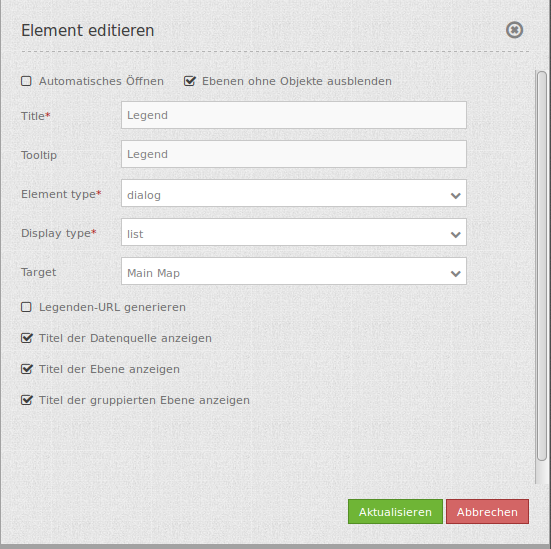 Element editieren
Automatisches Öffnen Ebenen ohne Objekte ausblenden
Title* Legend
Tooltip Legend
Element type* dialog
Display type* list
Target Main Map
Legenden-URL generieren
Titel der Datenquelle anzeigen
Titel der Ebene anzeigen
Titel der gruppierten Ebene anzeigen
Aktualisieren Abbrechen